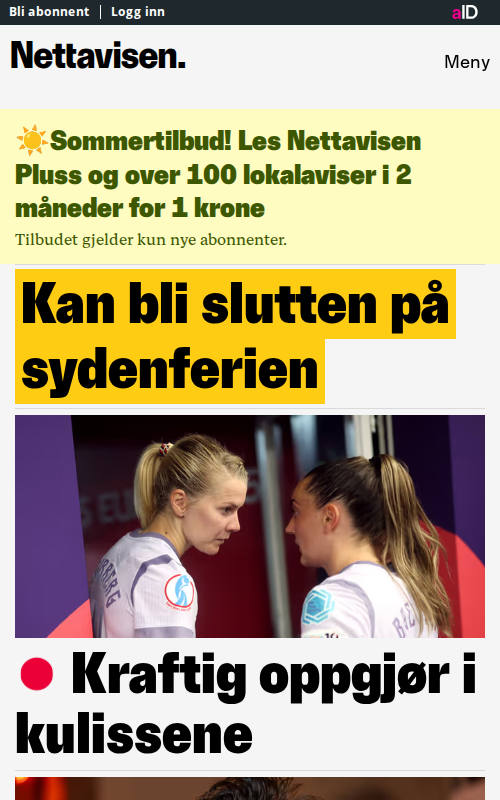 Bli abonnent | Logg inn
aID
Nettavisen.
Meny
☀️Sommertilbud! Les Nettavisen
Pluss og over 100 lokalaviser i 2
måneder for 1 krone
Tilbudet gjelder kun nye abonnenter.
Kan bli slutten på
sydenferien
Kraftig oppgjør i
kulissene